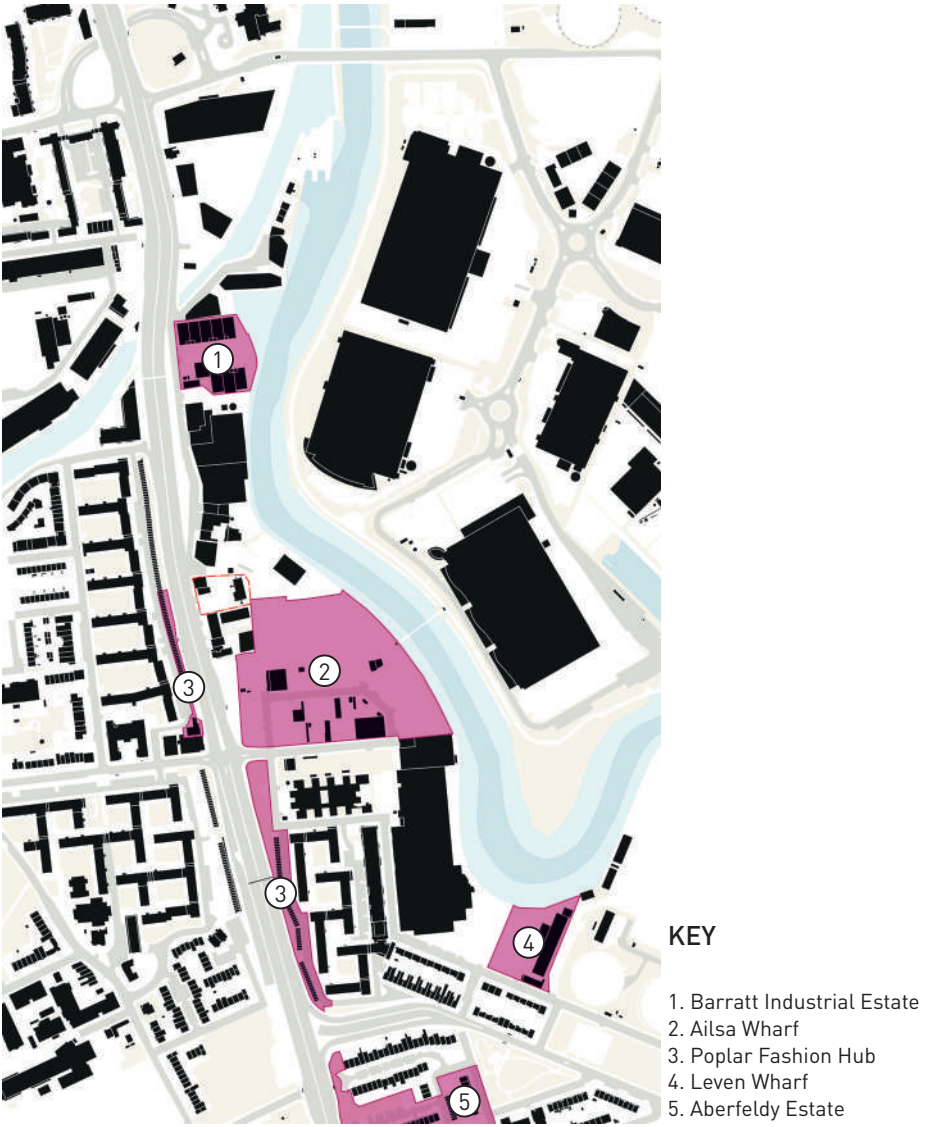 1
2
3
3
4
5
KEY
1. Barratt Industrial Estate
2. Ailsa Wharf
3. Poplar Fashion Hub
4. Leven Wharf
5. Aberfeldy Estate